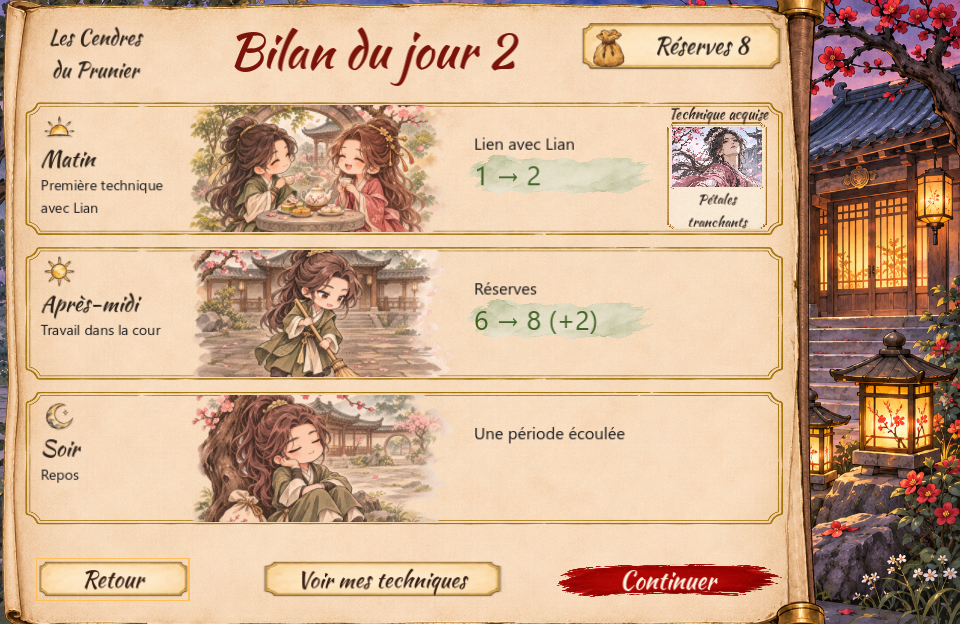 Les Cendres
du Prunier
Bilan du jour 2
Réserves 8
Matin
Première technique
avec Lian
Lien avec Lian
1 → 2
Technique acquise
Pétales
tranchants
Après-midi
Travail dans la cour
Réserves
6 → 8 (+2)
Soir
Repos
Une période écoulée
Retour
Voir mes techniques
Continuer